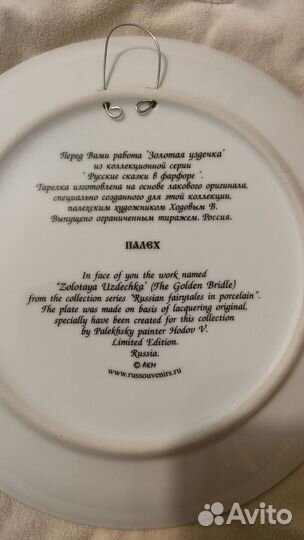 Перед Вами работа "Золотая уздечка"
из коллекционной серии
" Русские сказки в фарфоре ".
Тарелка изготовлена на основе лакового оригинала,
специально созданного для этой коллекции,
палехским художником Ходовым В.
Выпущено ограниченным тиражем. Россия.
ПАЛЕХ
In face of you the work named
"Zolotaya Uzdechka" (The Golden Bridle)
from the collection series "Russian fairytales in porcelain".
The plate was made on basis of lacquering original,
specially have been created for this collection
by Palekhsky painter Hodov V.
Limited Edition.
Russia.
© АКМ
www.russouvenirs.ru
Avito